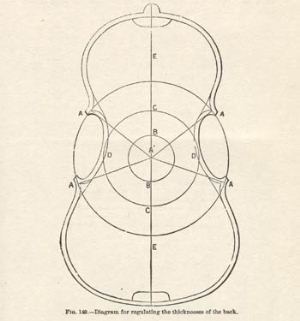 E
A A
C
B
D A' D
A A
B
C
E
Fig. 140.—Diagram for regulating the thicknesses of the back.